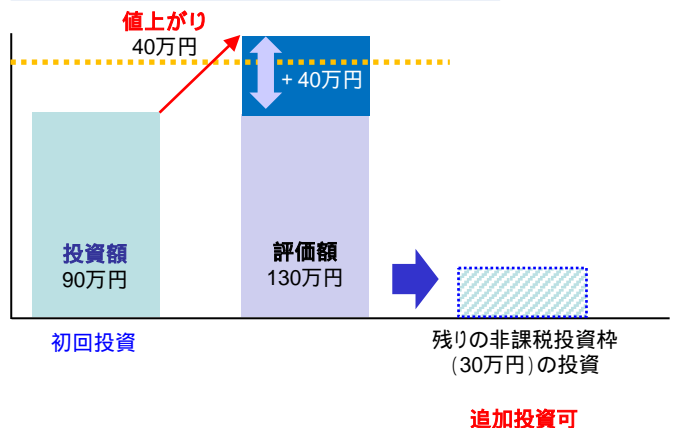 値上がり
40万円
+40万円
投資額
90万円
評価額
130万円
初回投資
残りの非課税投資枠
(30万円)の投資
追加投資可